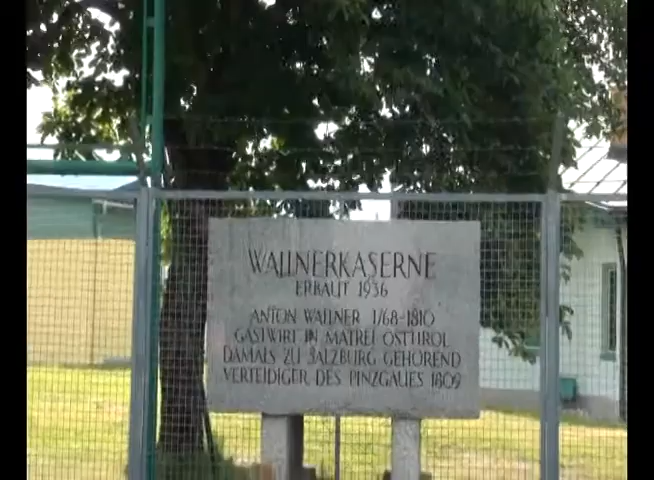 WALLNERKASERNE
ERBAUT 1936
ANTON WALLNER 1768-1810
GASTWIRT IN MATREI OSTTIROL
DAMALS ZU SALZBURG GEHÖREND
VERTEIDIGER DES PINZGAUES 1809